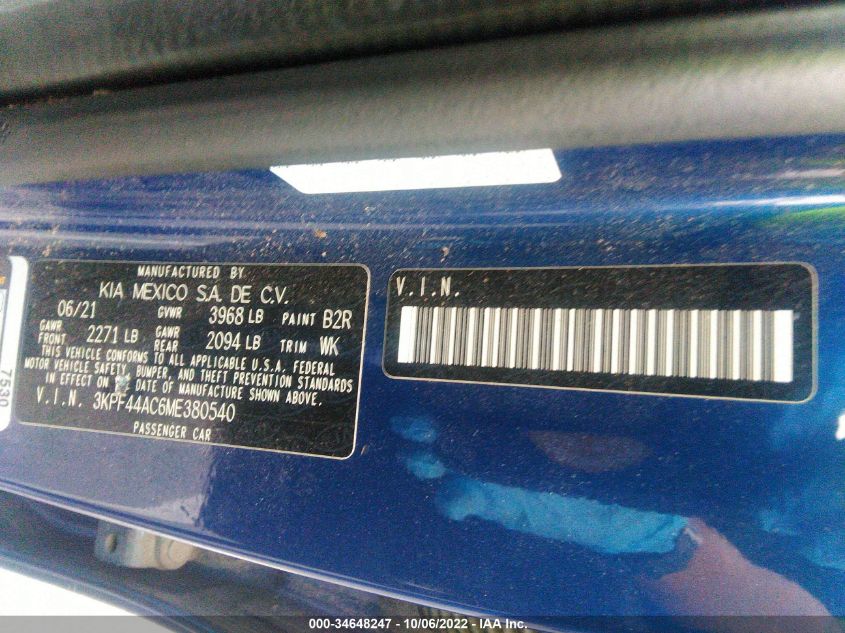 MANUFACTURED BY
KIA MEXICO S.A. DE C.V.
06/21 GVWR 3968 LB PAINT B2R
GAWR FRONT 2271 LB GAWR REAR 2094 LB TRIM WK
THIS VEHICLE CONFORMS TO ALL APPLICABLE U.S.A. FEDERAL
MOTOR VEHICLE SAFETY, BUMPER, AND THEFT PREVENTION STANDARDS
IN EFFECT ON DATE OF MANUFACTURE SHOWN ABOVE.
V.I.N. 3KPF44AC6ME380540
PASSENGER CAR
V.I.N.
7530
000-34648247 - 10/06/2022 - IAA Inc.